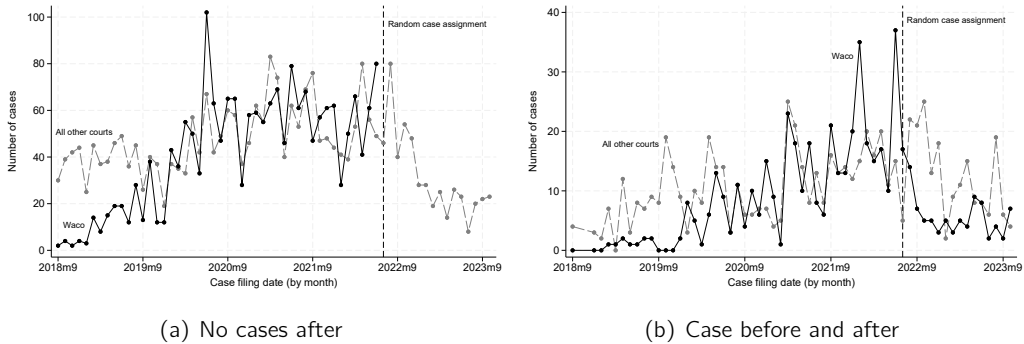 100
80
60
40
20
0
Number of cases
Random case assignment
All other courts
Waco
2018m9 2019m9 2020m9 2021m9 2022m9 2023m9
Case filing date (by month)
(a) No cases after
40
30
20
10
0
Number of cases
Random case assignment
Waco
All other courts
2018m9 2019m9 2020m9 2021m9 2022m9 2023m9
Case filing date (by month)
(b) Case before and after